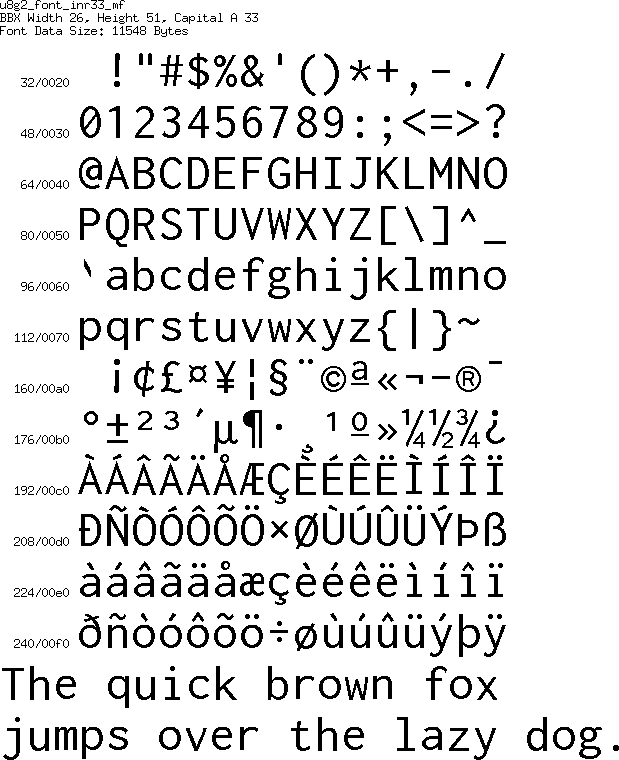 u8g2_font_inr33_mf
BBX Width 26, Height 51, Capital A 33
Font Data Size: 11548 Bytes
32/0020 !"#$%&'()*+,-./
48/0030 0123456789:;<=>?
64/0040 @ABCDEFGHIJKLMNO
80/0050 PQRSTUVWXYZ[\]^_
96/0060 `abcdefghijklmno
112/0070 pqrstuvwxyz{|}~
160/00a0 ¡¢£¤¥¦§¨©ª«¬-®¯
176/00b0 °±²³´µ¶·¸¹º»¼½¾¿
192/00c0 ÀÁÂÃÄÅÆÇÈÉÊËÌÍÎÏ
208/00d0 ÐÑÒÓÔÕÖ×ØÙÚÛÜÝÞß
224/00e0 àáâãäåæçèéêëìíîï
240/00f0 ðñòóôõö÷øùúûüýþÿ
The quick brown fox
jumps over the lazy dog.